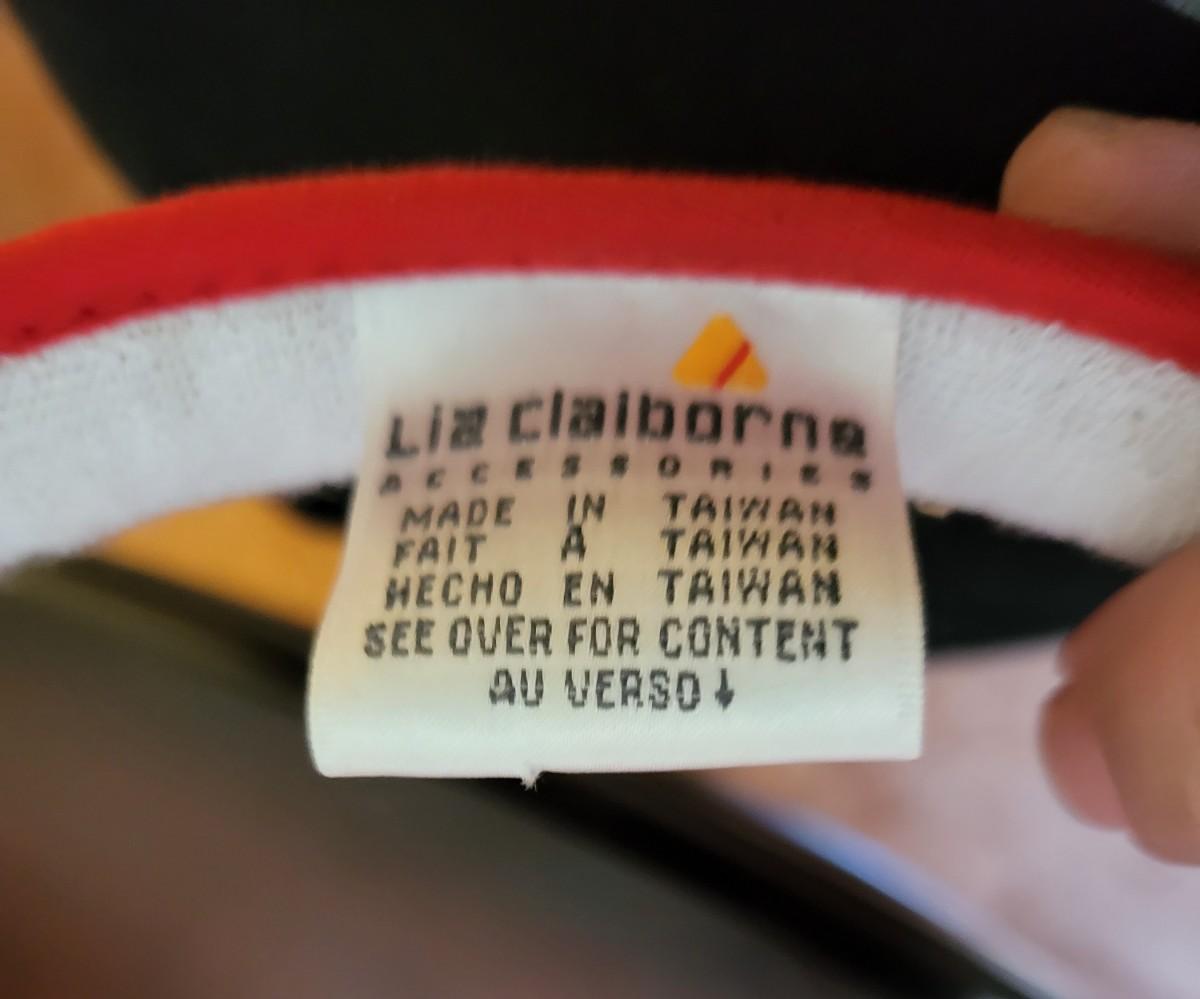 Liz claiborne
ACCESSORIES
MADE IN TAIWAN
FAIT À TAIWAN
HECHO EN TAIWAN
SEE OVER FOR CONTENT
AU VERSO↓